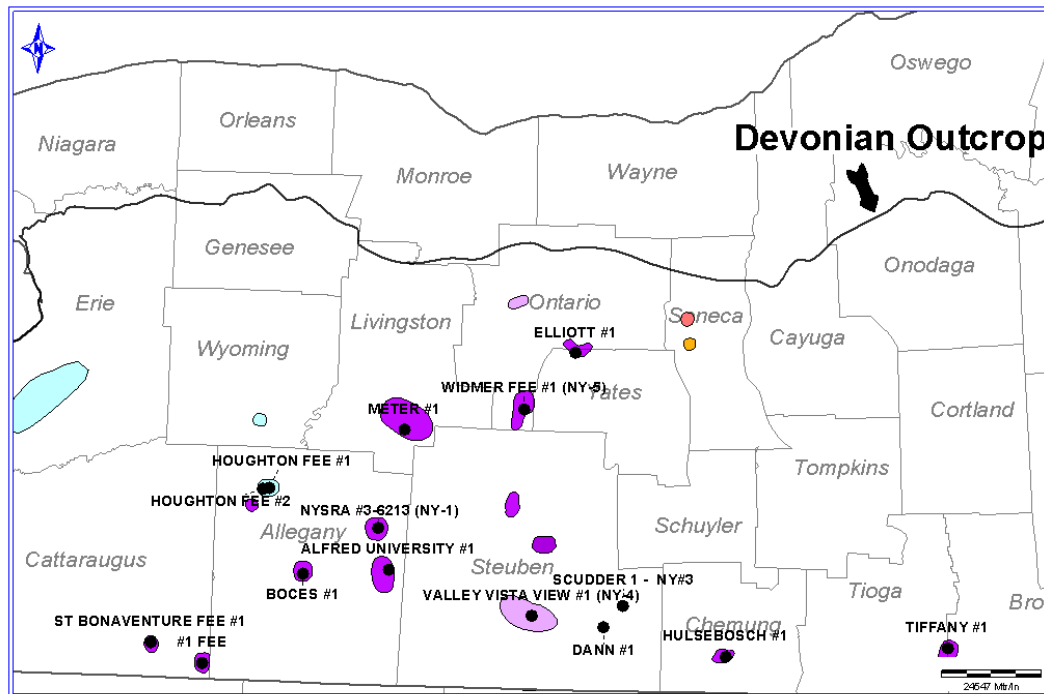 N
Oswego
Orleans
Devonian Outcrop
Niagara
Monroe
Wayne
Genesee
Onodaga
Erie
Ontario
Livingston
Seneca
ELLIOTT #1
Cayuga
Wyoming
WIDMER FEE #1 (NY-5)
Yates
METER #1
Cortland
HOUGHTON FEE #1
Tompkins
HOUGHTON FEE #2
NYSRA #3-6213 (NY-1)
Allegany
Schuyler
ALFRED UNIVERSITY #1
Cattaraugus
Steuben
SCUDDER 1 - NY#3
Tioga
BOCES #1
VALLEY VISTA VIEW #1 (NY-4)
Bro
ST BONAVENTURE FEE #1
Chemung
#1 FEE
DANN #1
HULSEBOSCH #1
TIFFANY #1
24547 Mtr/In